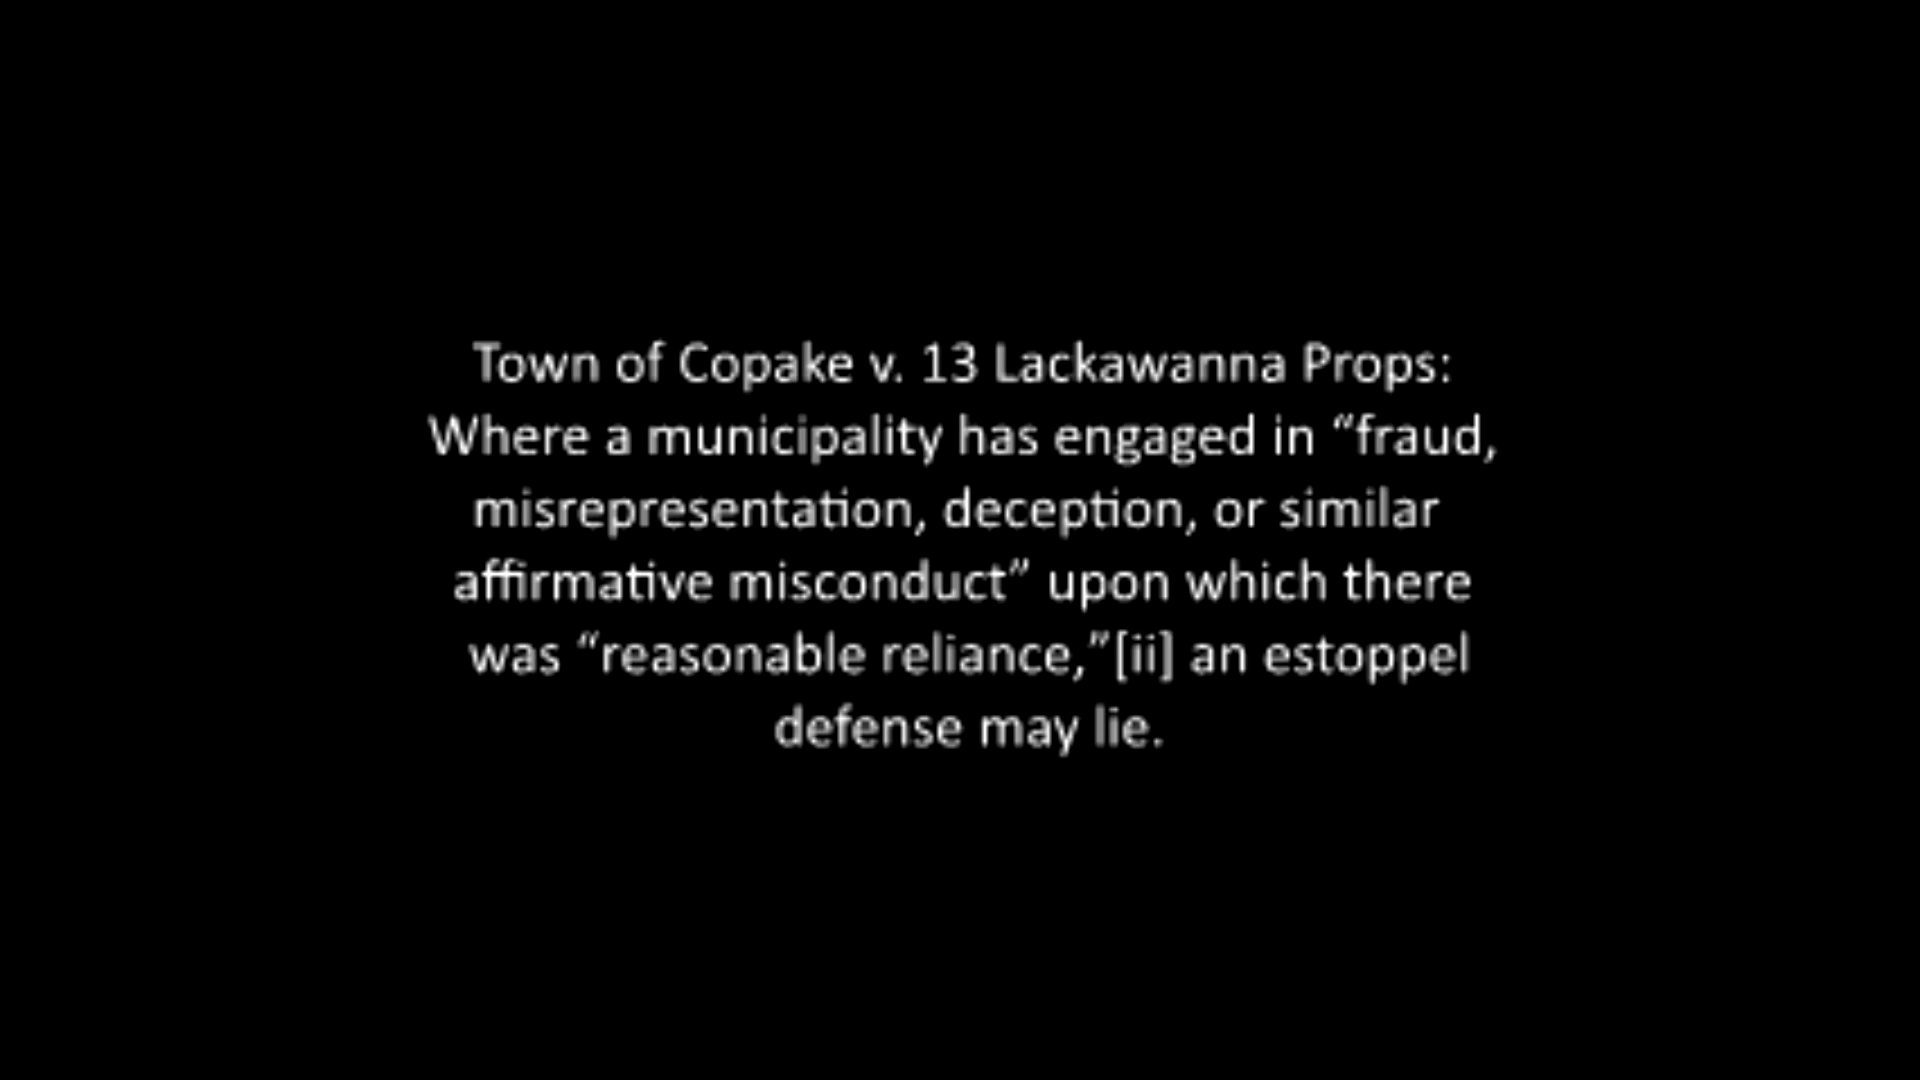 Town of Copake v. 13 Lackawanna Props:
Where a municipality has engaged in “fraud,
misrepresentation, deception, or similar
affirmative misconduct” upon which there
was “reasonable reliance,”[ii] an estoppel
defense may lie.